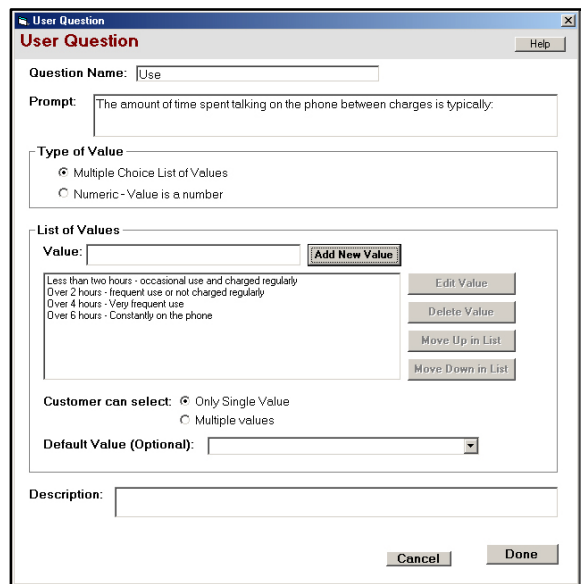 User Question
User Question
Help
Question Name: Use
Prompt: The amount of time spent talking on the phone between charges is typically:
Type of Value
Multiple Choice List of Values
Numeric - Value is a number
List of Values
Value: Add New Value
Less than two hours - occasional use and charged regularly
Over 2 hours - frequent use or not charged regularly
Over 4 hours - Very frequent use
Over 6 hours - Constantly on the phone
Edit Value
Delete Value
Move Up in List
Move Down in List
Customer can select: Only Single Value
Multiple values
Default Value (Optional):
Description:
Cancel Done